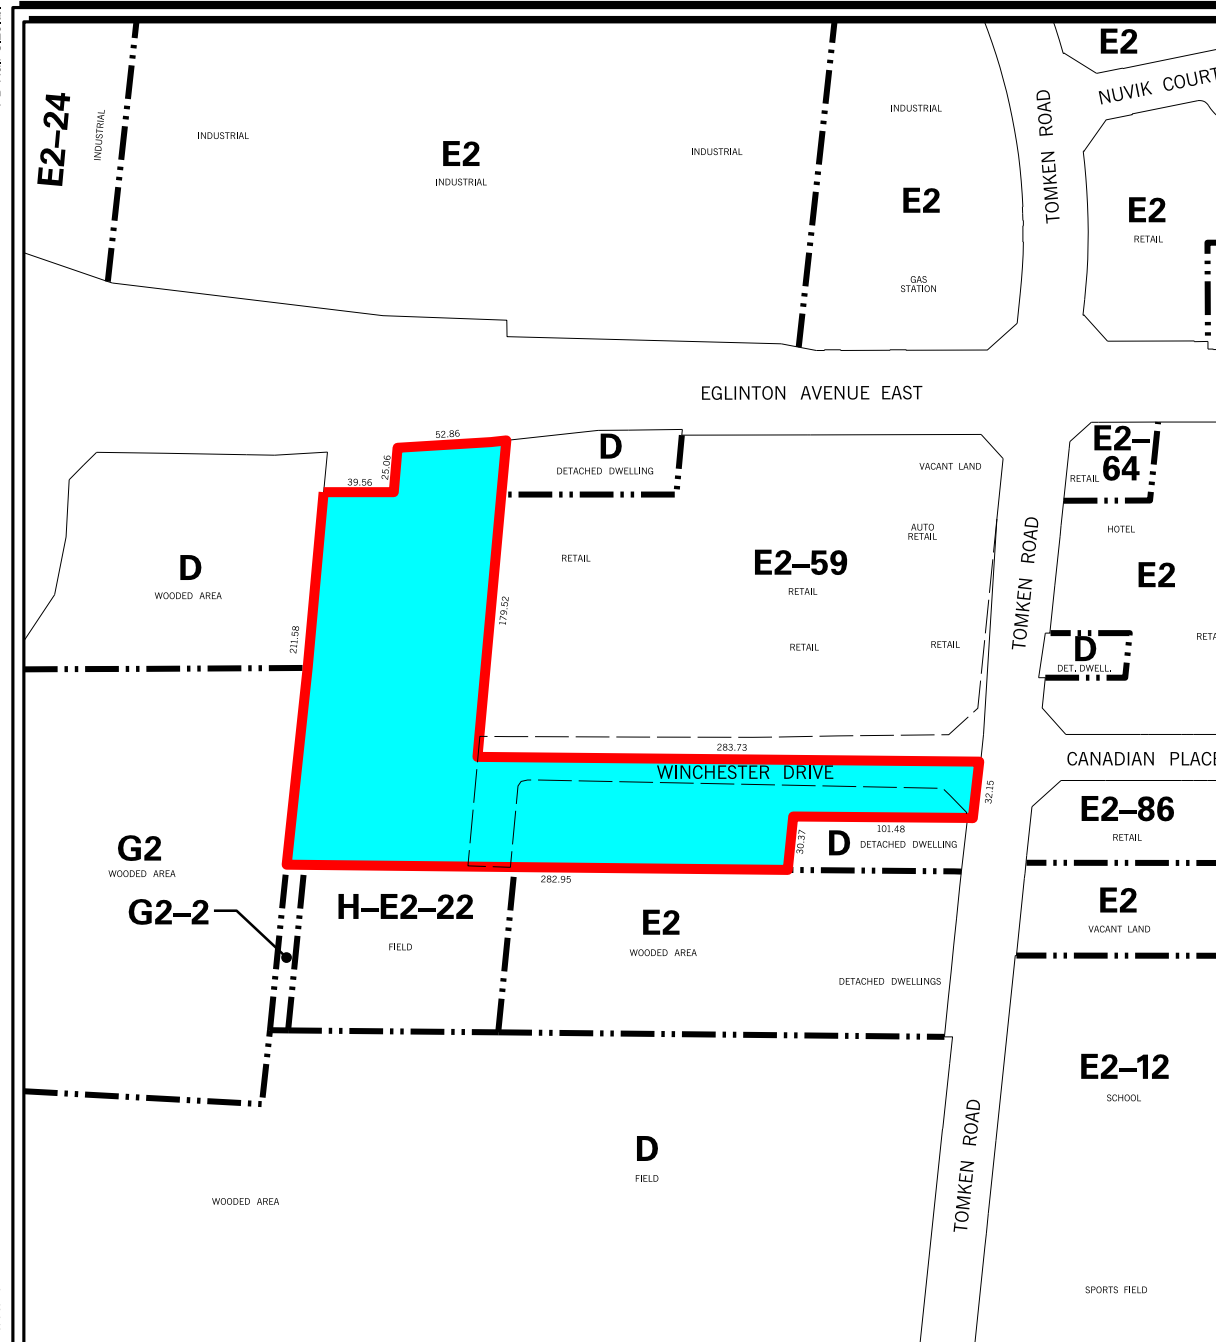 E2
NUVIK COURT
TOMKEN ROAD
E2–24
INDUSTRIAL
INDUSTRIAL
E2
INDUSTRIAL
INDUSTRIAL
INDUSTRIAL
E2
GAS
STATION
E2
RETAIL
EGLINTON AVENUE EAST
52.86
25.06
39.56
D
DETACHED DWELLING
VACANT LAND
E2–
64
RETAIL
HOTEL
AUTO
RETAIL
TOMKEN ROAD
RETAIL
E2–59
RETAIL
E2
D
WOODED AREA
179.52
211.58
RETAIL
RETAIL
D
DET. DWELL.
283.73
WINCHESTER DRIVE
CANADIAN PLACE
32.15
E2–86
RETAIL
101.48
30.37
D
DETACHED DWELLING
G2
WOODED AREA
282.95
G2–2
H–E2–22
FIELD
E2
WOODED AREA
E2
VACANT LAND
DETACHED DWELLINGS
E2–12
SCHOOL
D
FIELD
TOMKEN ROAD
WOODED AREA
SPORTS FIELD